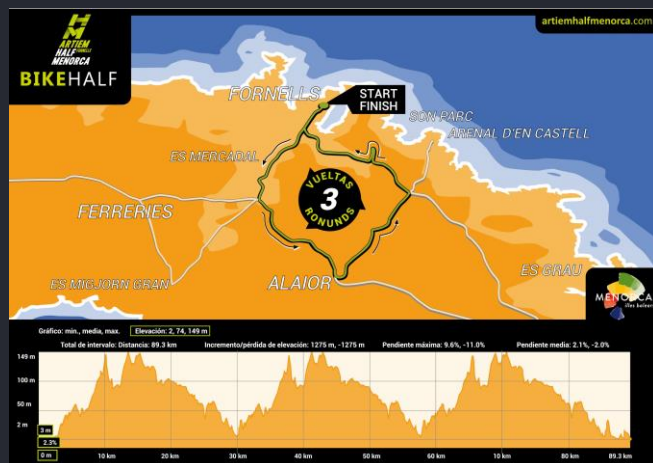 ARTIEM
HALF
MENORCA
BIKEHALF
artiemhalfmenorca.com
FORNELLS
START
FINISH
SON PARC
ARENAL D'EN CASTELL
ES MERCADAL
VUELTAS
3
RONUNDS
FERRERIES
ES MIGJORN GRAN
ALAIOR
ES GRAU
MENORCA
illes balears
Gráfico: min., media, max. Elevación: 2, 74, 149 m
Total de intervalo: Distancia: 89.3 km Incremento/pérdida de elevación: 1275 m, -1275 m Pendiente máxima: 9.6%, -11.0% Pendiente media: 2.1%, -2.0%
149 m
100 m
50 m
2 m
3 m
2.3%
0 m 10 km 20 km 30 km 40 km 50 km 60 km 70 km 80 km 89.3 km